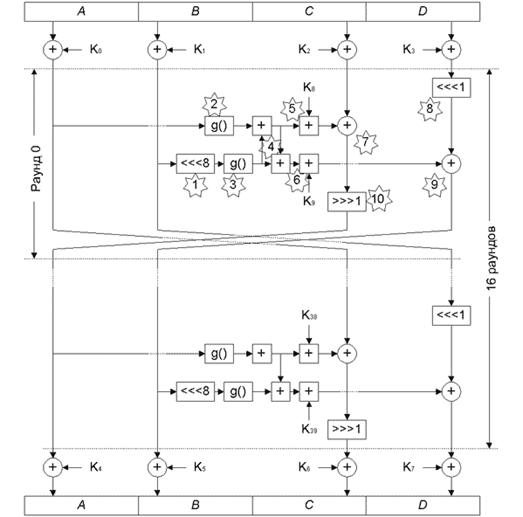 A B C D
K0 K1 K2 K3
<<<1
K8
2 5 8
g() + + +
4 7
<<<8 g() + + +
1 3 6 9
K9
>>>1 10
Раунд 0
16 раундов
<<<1
K38
g() + + +
<<<8 g() + + +
K39
>>>1
K4 K5 K6 K7
A B C D